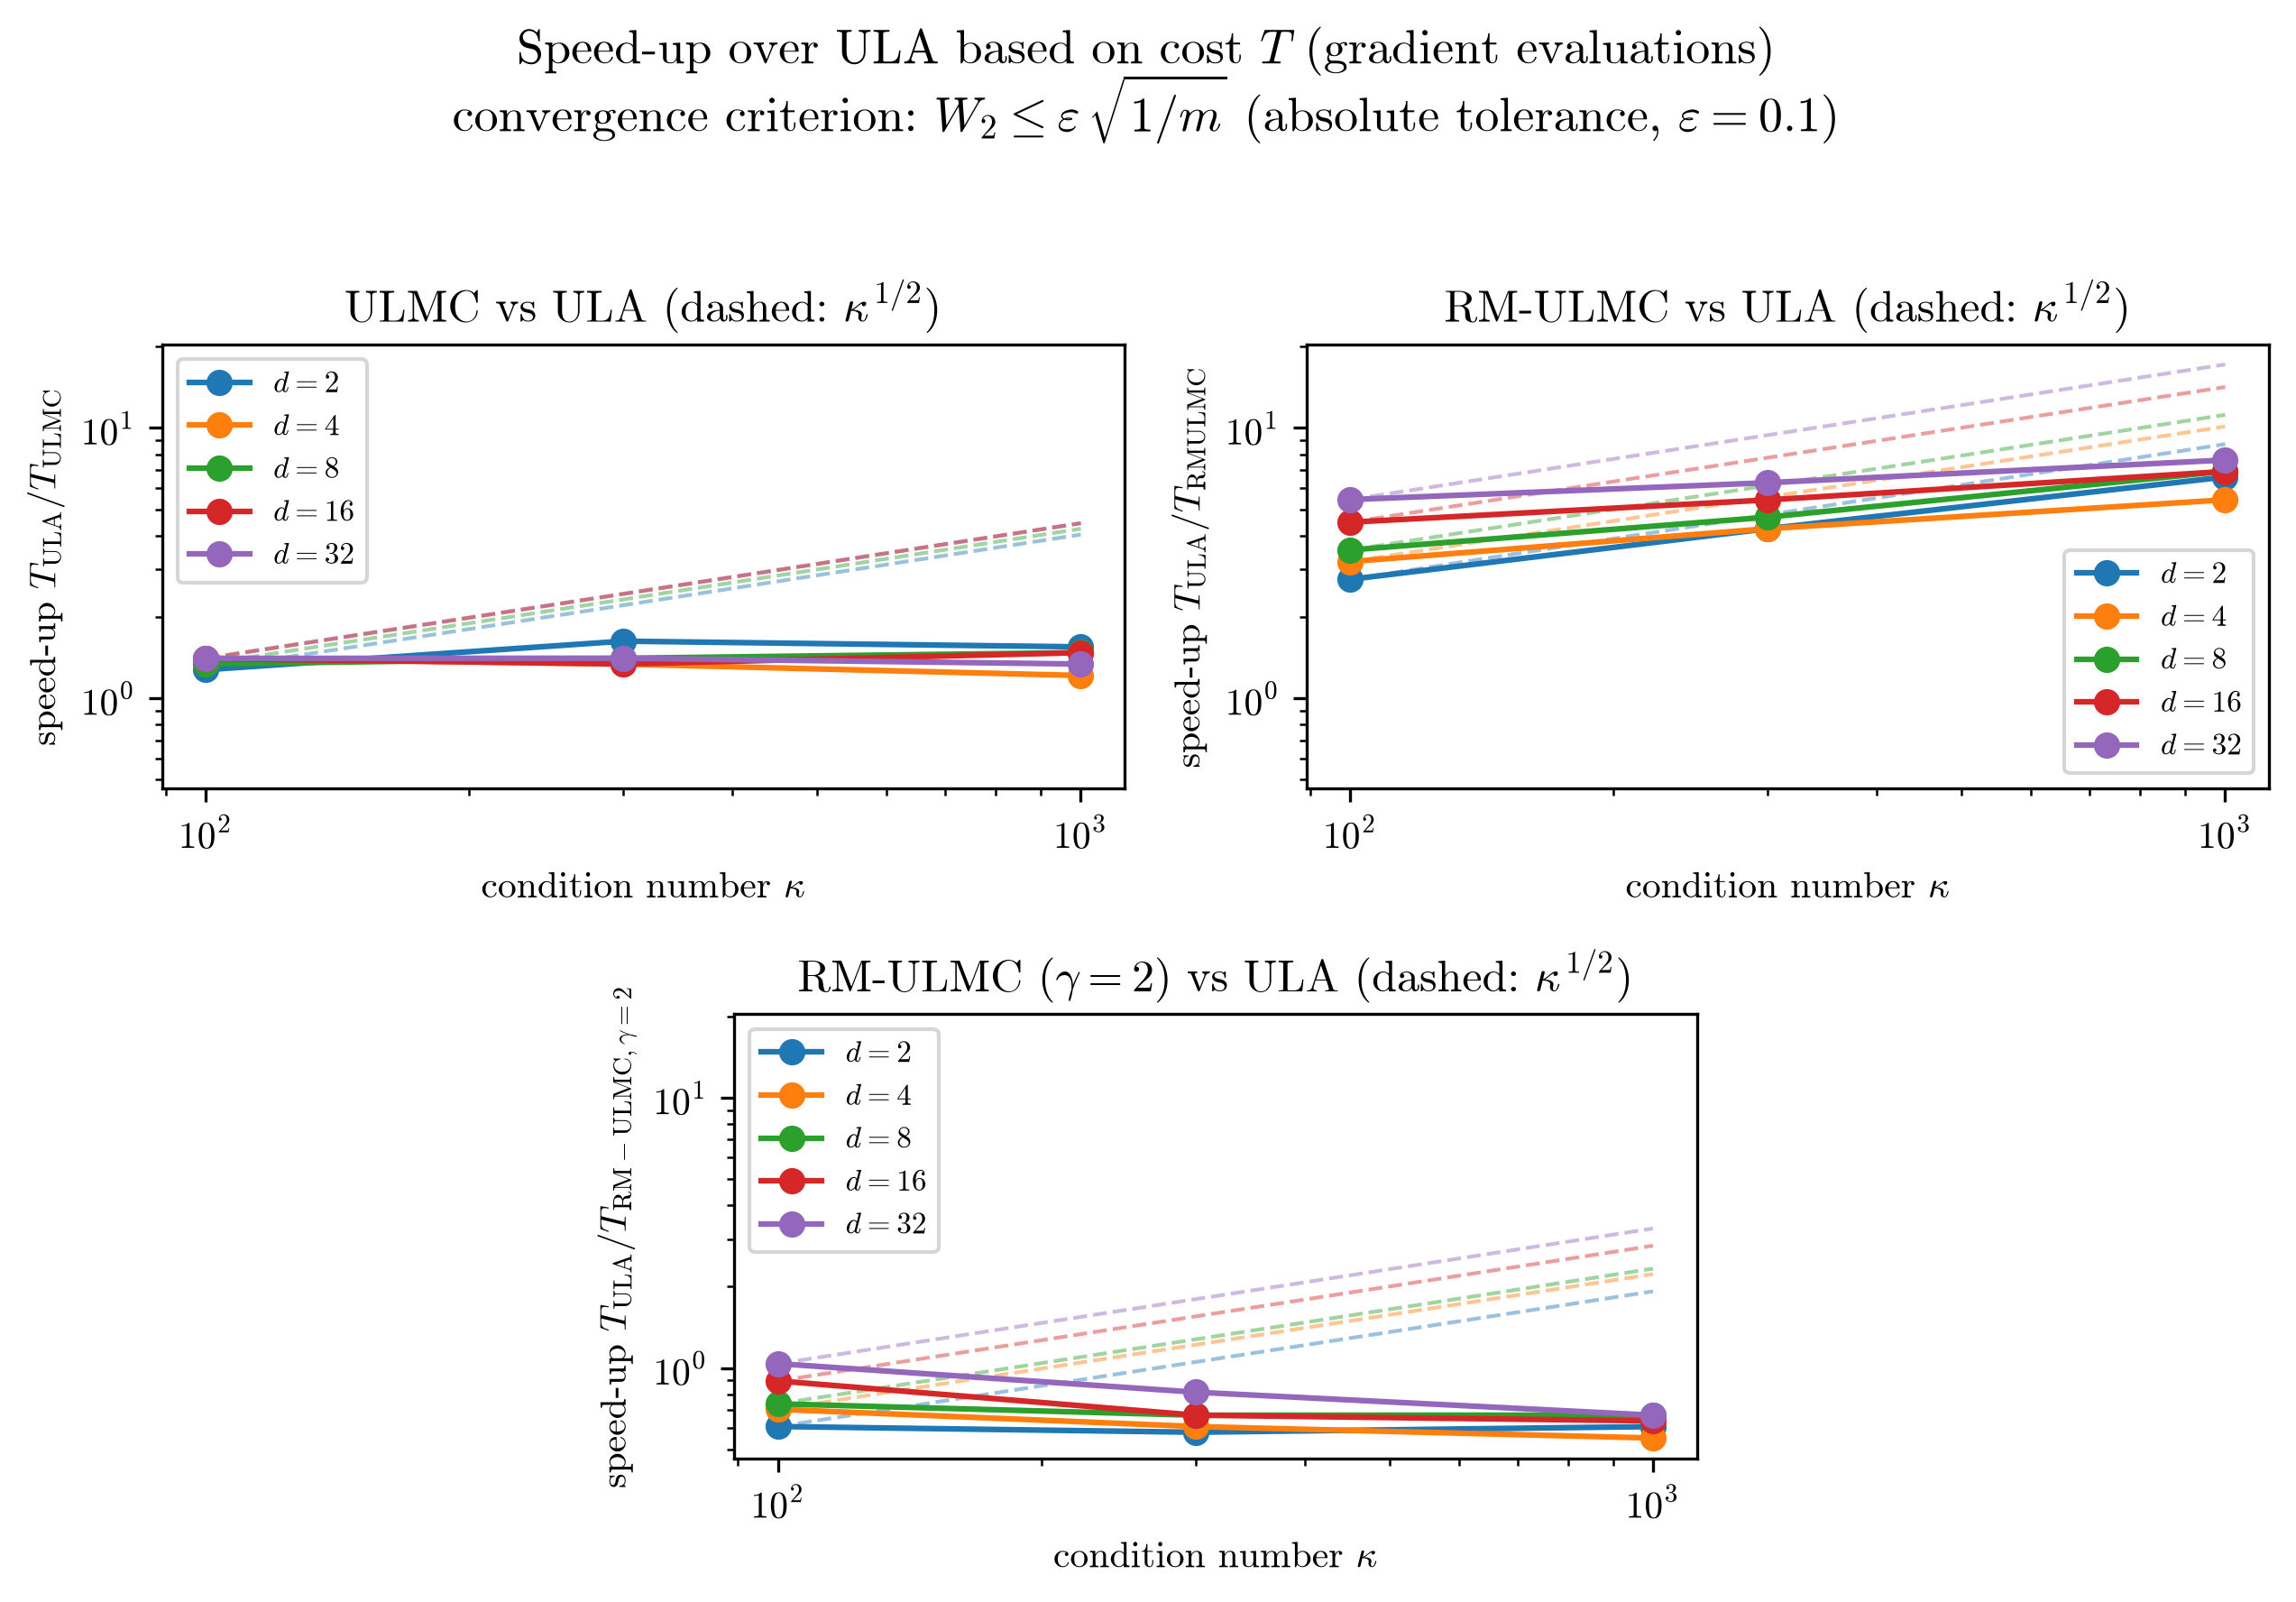 Speed-up over ULA based on cost T (gradient evaluations)
convergence criterion: W₂ ≤ ε √1/m (absolute tolerance, ε = 0.1)
ULMC vs ULA (dashed: κ^{1/2})
speed-up T_ULA/T_ULMC
10¹
10⁰
d = 2
d = 4
d = 8
d = 16
d = 32
10²
10³
condition number κ
RM-ULMC vs ULA (dashed: κ^{1/2})
speed-up T_ULA/T_RMULMC
10¹
10⁰
d = 2
d = 4
d = 8
d = 16
d = 32
10²
10³
condition number κ
RM-ULMC (γ = 2) vs ULA (dashed: κ^{1/2})
speed-up T_ULA/T_{RM−ULMC, γ=2}
10¹
10⁰
d = 2
d = 4
d = 8
d = 16
d = 32
10²
10³
condition number κ